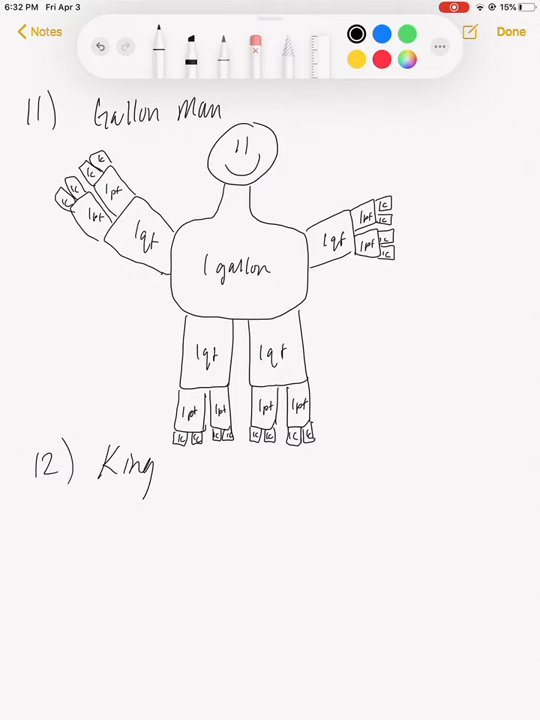 6:32 PM Fri Apr 3
15%
Notes
Done
11) Gallon Man
1c 1c
1c 1pt
1c 1pt 1qt
1 gallon
1qt 1pt 1c
1c
1pt 1c
1c
1qt 1qt
1pt 1pt 1pt 1pt
1c 1c 1c 1c 1c 1c 1c 1c
12) King